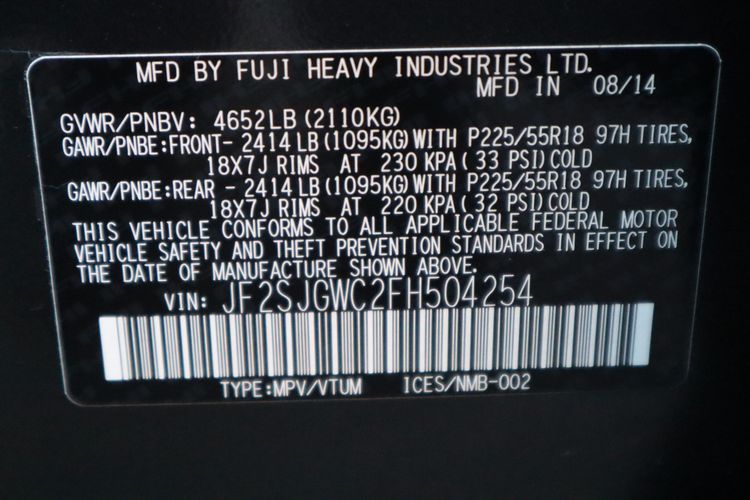 MFD BY FUJI HEAVY INDUSTRIES LTD.
MFD IN 08/14
GVWR/PNBV: 4652LB (2110KG)
GAWR/PNBE:FRONT- 2414 LB (1095KG) WITH P225/55R18 97H TIRES,
18X7J RIMS AT 230 KPA ( 33 PSI) COLD
GAWR/PNBE:REAR - 2414 LB (1095KG) WITH P225/55R18 97H TIRES,
18X7J RIMS AT 220 KPA ( 32 PSI) COLD
THIS VEHICLE CONFORMS TO ALL APPLICABLE FEDERAL MOTOR
VEHICLE SAFETY AND THEFT PREVENTION STANDARDS IN EFFECT ON
THE DATE OF MANUFACTURE SHOWN ABOVE.
VIN: JF2SJGWC2FH504254
TYPE:MPV/VTUM ICES/NMB-002